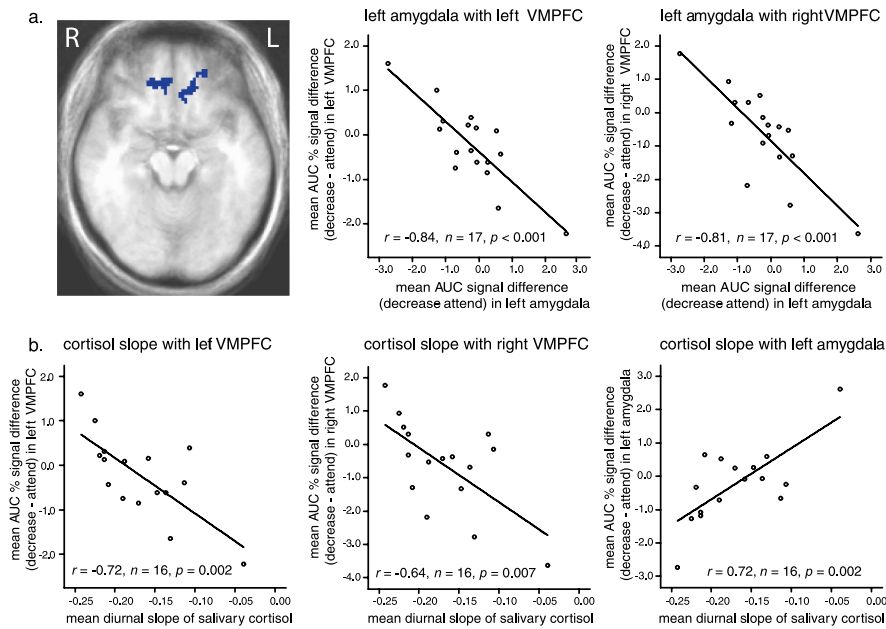 a.
R
L
left amygdala with left VMPFC
mean AUC % signal difference
(decrease – attend) in left VMPFC
2.0
1.0
0.0
-1.0
-2.0
r = -0.84, n = 17, p < 0.001
-3.0 -2.0 -1.0 0.0 1.0 2.0 3.0
mean AUC signal difference
(decrease – attend) in left amygdala
left amygdala with rightVMPFC
mean AUC % signal difference
(decrease – attend) in right VMPFC
2.0
1.0
0.0
-1.0
-2.0
-3.0
-4.0
r = -0.81, n = 17, p < 0.001
-3.0 -2.0 -1.0 0.0 1.0 2.0 3.0
mean AUC signal difference
(decrease – attend) in left amygdala
b.
cortisol slope with lef VMPFC
mean AUC % signal difference
(decrease – attend) in left VMPFC
2.0
1.0
0.0
-1.0
-2.0
r = -0.72, n = 16, p = 0.002
-0.25 -0.20 -0.15 -0.10 -0.05 0.00
mean diurnal slope of salivary cortisol
cortisol slope with right VMPFC
mean AUC % signal difference
(decrease - attend) in right VMPFC
2.0
1.0
0.0
-1.0
-2.0
-3.0
-4.0
r = -0.64, n = 16, p = 0.007
-0.25 -0.20 -0.15 -0.10 -0.05 0.00
mean diurnal slope of salivary cortisol
cortisol slope with left amygdala
mean AUC % signal difference
(decrease - attend) in left amygdala
3.0
2.0
1.0
0.0
-1.0
-2.0
-3.0
r = 0.72, n = 16, p = 0.002
-0.25 -0.20 -0.15 -0.10 -0.05 0.00
mean diurnal slope of salivary cortisol